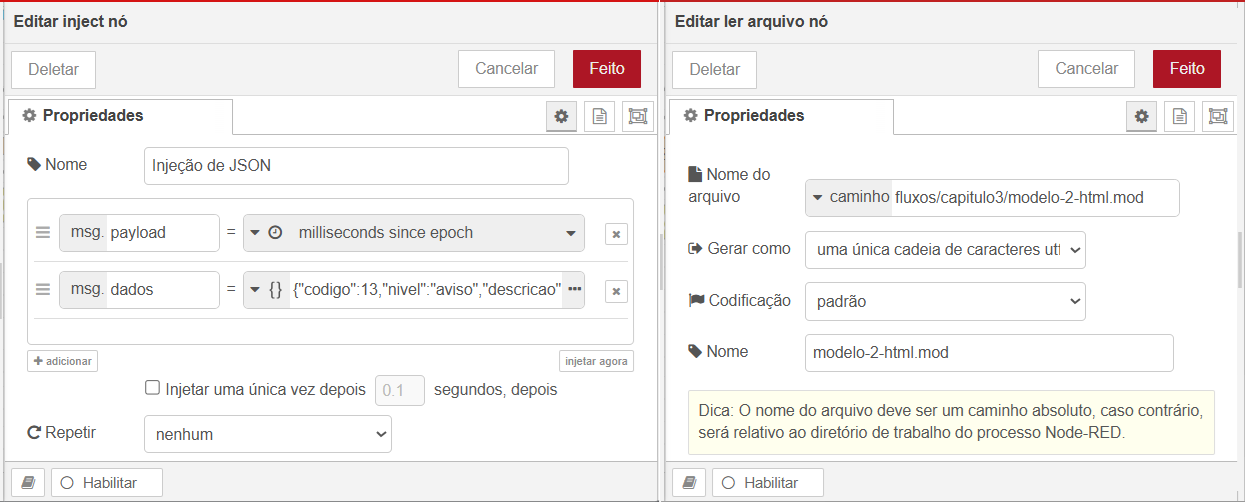 Editar inject nó
Deletar
Cancelar
Feito
Propriedades
Nome
Injeção de JSON
msg. payload = milliseconds since epoch
msg. dados = {} {"codigo":13,"nivel":"aviso","descricao"
adicionar
injetar agora
Injetar uma única vez depois 0.1 segundos, depois
Repetir
nenhum
Habilitar
Editar ler arquivo nó
Deletar
Cancelar
Feito
Propriedades
Nome do
arquivo
caminho fluxos/capitulo3/modelo-2-html.mod
Gerar como
uma única cadeia de caracteres utf
Codificação
padrão
Nome
modelo-2-html.mod
Dica: O nome do arquivo deve ser um caminho absoluto, caso contrário,
será relativo ao diretório de trabalho do processo Node-RED.
Habilitar